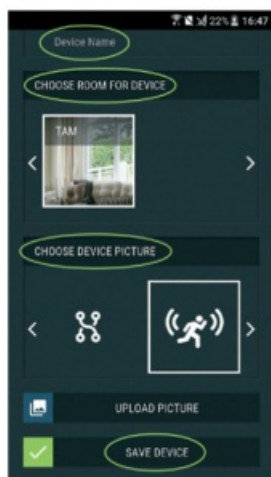 22% 16:47
Device Name
CHOOSE ROOM FOR DEVICE
TAM
CHOOSE DEVICE PICTURE
UPLOAD PICTURE
SAVE DEVICE